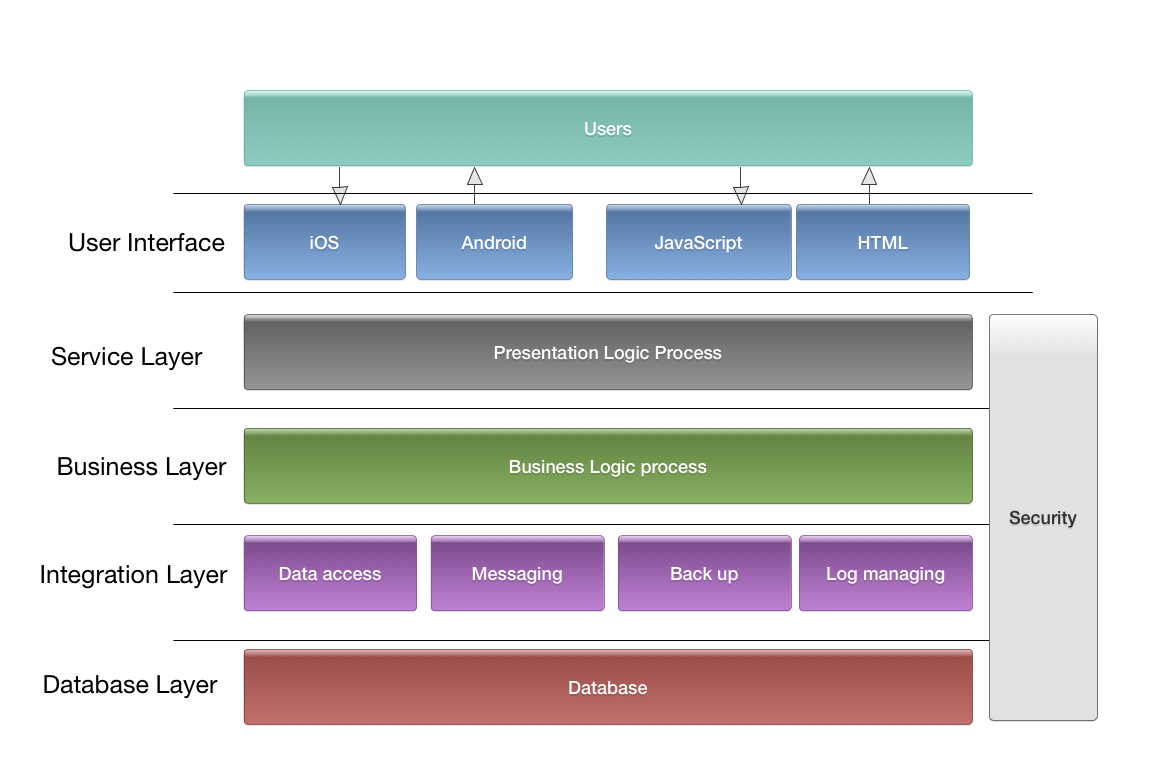 Users
User Interface
iOS
Android
JavaScript
HTML
Service Layer
Presentation Logic Process
Business Layer
Business Logic process
Security
Integration Layer
Data access
Messaging
Back up
Log managing
Database Layer
Database